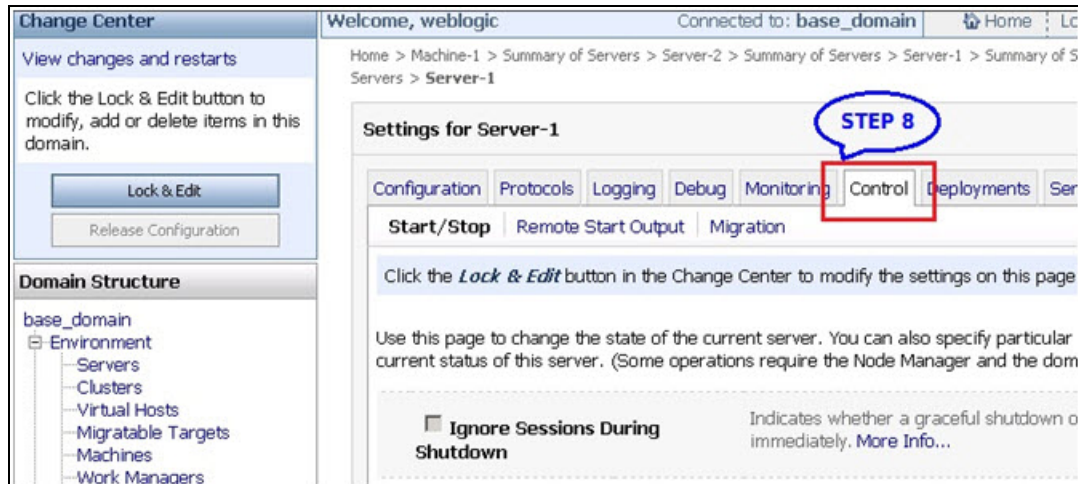 Change Center
View changes and restarts
Click the Lock & Edit button to
modify, add or delete items in this
domain.
Lock & Edit
Release Configuration
Domain Structure
base_domain
Environment
Servers
Clusters
Virtual Hosts
Migratable Targets
Machines
Work Managers
Welcome, weblogic
Connected to: base_domain
Home
Home > Machine-1 > Summary of Servers > Server-2 > Summary of Servers > Server-1 > Summary of
Servers > Server-1
Settings for Server-1
STEP 8
Configuration Protocols Logging Debug Monitoring Control Deployments
Start/Stop Remote Start Output Migration
Click the Lock & Edit button in the Change Center to modify the settings on this page
Use this page to change the state of the current server. You can also specify particular
current status of this server. (Some operations require the Node Manager and the
Ignore Sessions During
Shutdown
Indicates whether a graceful shutdown
immediately. More Info...